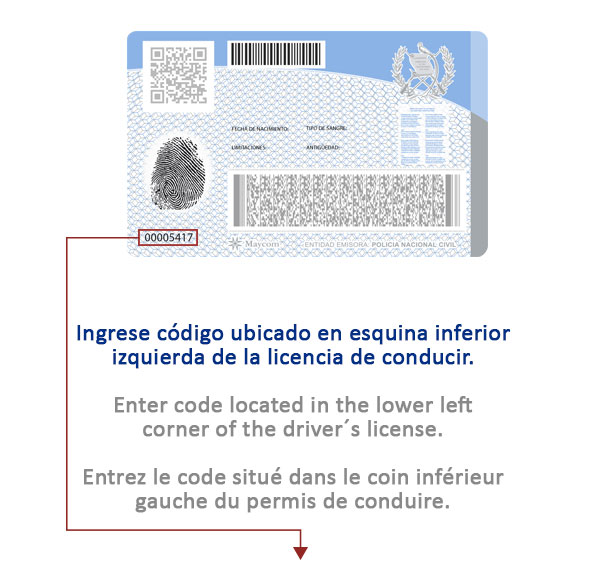 FECHA DE NACIMIENTO: TIPO DE SANGRE:
LIMITACIONES: ANTIGÜEDAD:
00005417
Maycom
ENTIDAD EMISORA: POLICIA NACIONAL CIVIL
Ingrese código ubicado en esquina inferior
izquierda de la licencia de conducir.
Enter code located in the lower left
corner of the driver´s license.
Entrez le code situé dans le coin inférieur
gauche du permis de conduire.